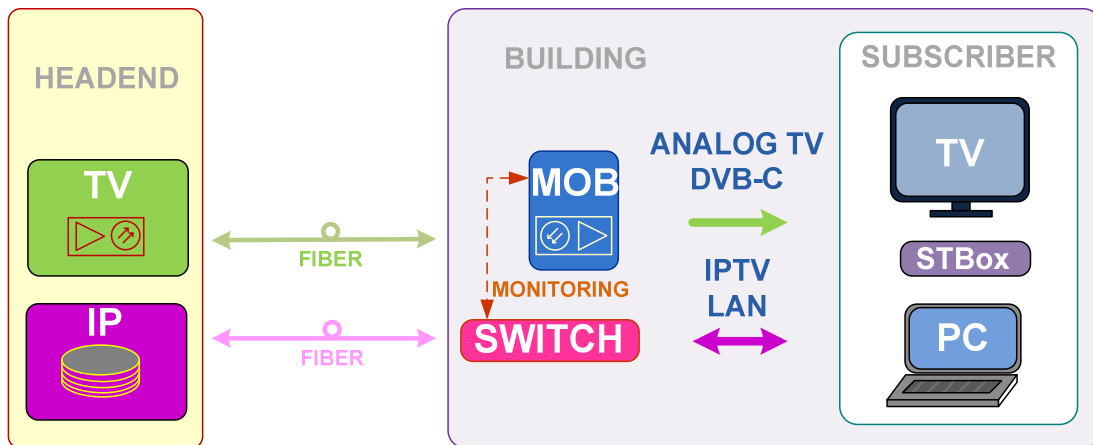 HEADEND
TV
IP
FIBER
FIBER
BUILDING
MOB
MONITORING
SWITCH
ANALOG TV
DVB-C
IPTV
LAN
SUBSCRIBER
TV
STBox
PC